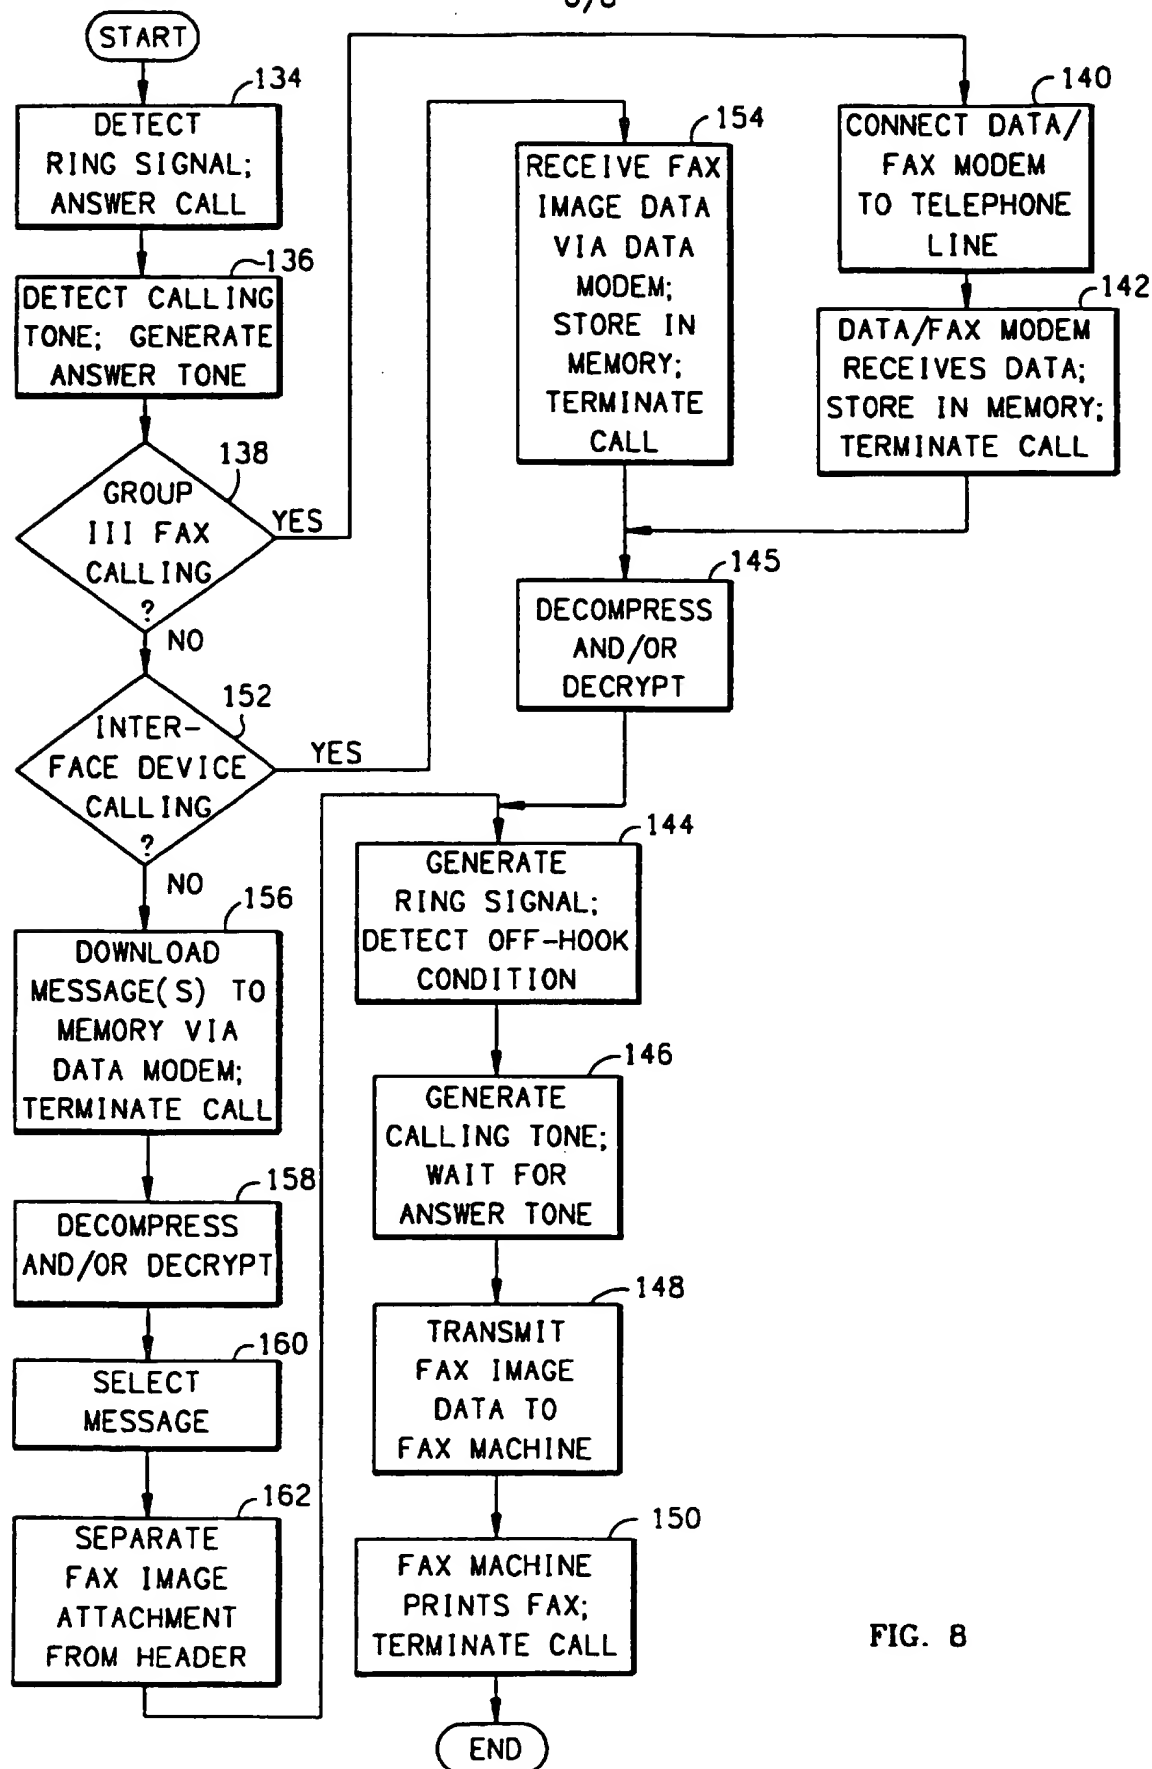 START
134
DETECT
RING SIGNAL;
ANSWER CALL
136
DETECT CALLING
TONE; GENERATE
ANSWER TONE
138
GROUP
III FAX
CALLING
?
YES
NO
152
INTER-
FACE DEVICE
CALLING
?
YES
NO
156
DOWNLOAD
MESSAGE(S) TO
MEMORY VIA
DATA MODEM;
TERMINATE CALL
158
DECOMPRESS
AND/OR DECRYPT
160
SELECT
MESSAGE
162
SEPARATE
FAX IMAGE
ATTACHMENT
FROM HEADER
154
RECEIVE FAX
IMAGE DATA
VIA DATA
MODEM;
STORE IN
MEMORY;
TERMINATE
CALL
140
CONNECT DATA/
FAX MODEM
TO TELEPHONE
LINE
142
DATA/FAX MODEM
RECEIVES DATA;
STORE IN MEMORY;
TERMINATE CALL
145
DECOMPRESS
AND/OR
DECRYPT
144
GENERATE
RING SIGNAL;
DETECT OFF-HOOK
CONDITION
146
GENERATE
CALLING TONE;
WAIT FOR
ANSWER TONE
148
TRANSMIT
FAX IMAGE
DATA TO
FAX MACHINE
150
FAX MACHINE
PRINTS FAX;
TERMINATE CALL
END
FIG. 8